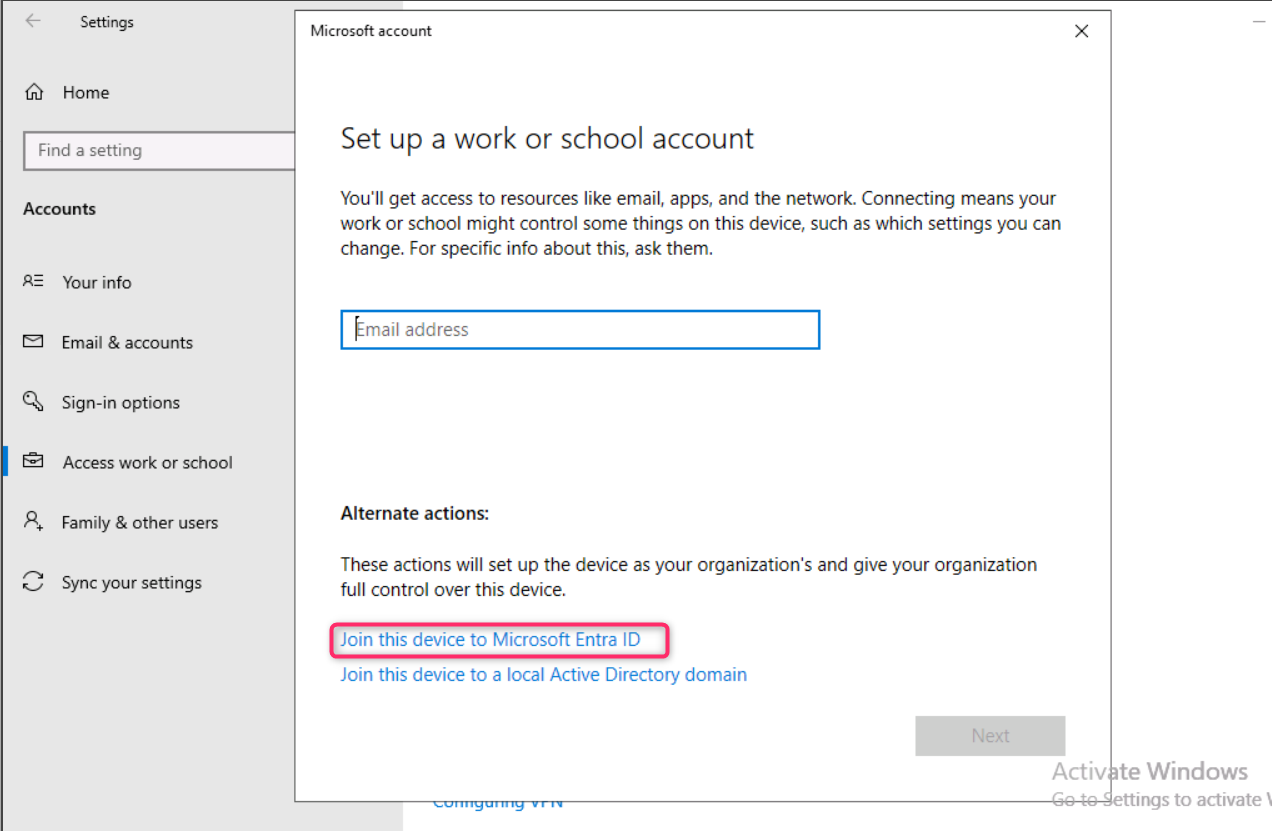 Settings
Home
Find a setting
Accounts
Your info
Email & accounts
Sign-in options
Access work or school
Family & other users
Sync your settings
Microsoft account
Set up a work or school account
You'll get access to resources like email, apps, and the network. Connecting means your
work or school might control some things on this device, such as which settings you can
change. For specific info about this, ask them.
Email address
Alternate actions:
These actions will set up the device as your organization's and give your organization
full control over this device.
Join this device to Microsoft Entra ID
Join this device to a local Active Directory domain
Next
Configuring VPN
Activate Windows
Go to Settings to activate